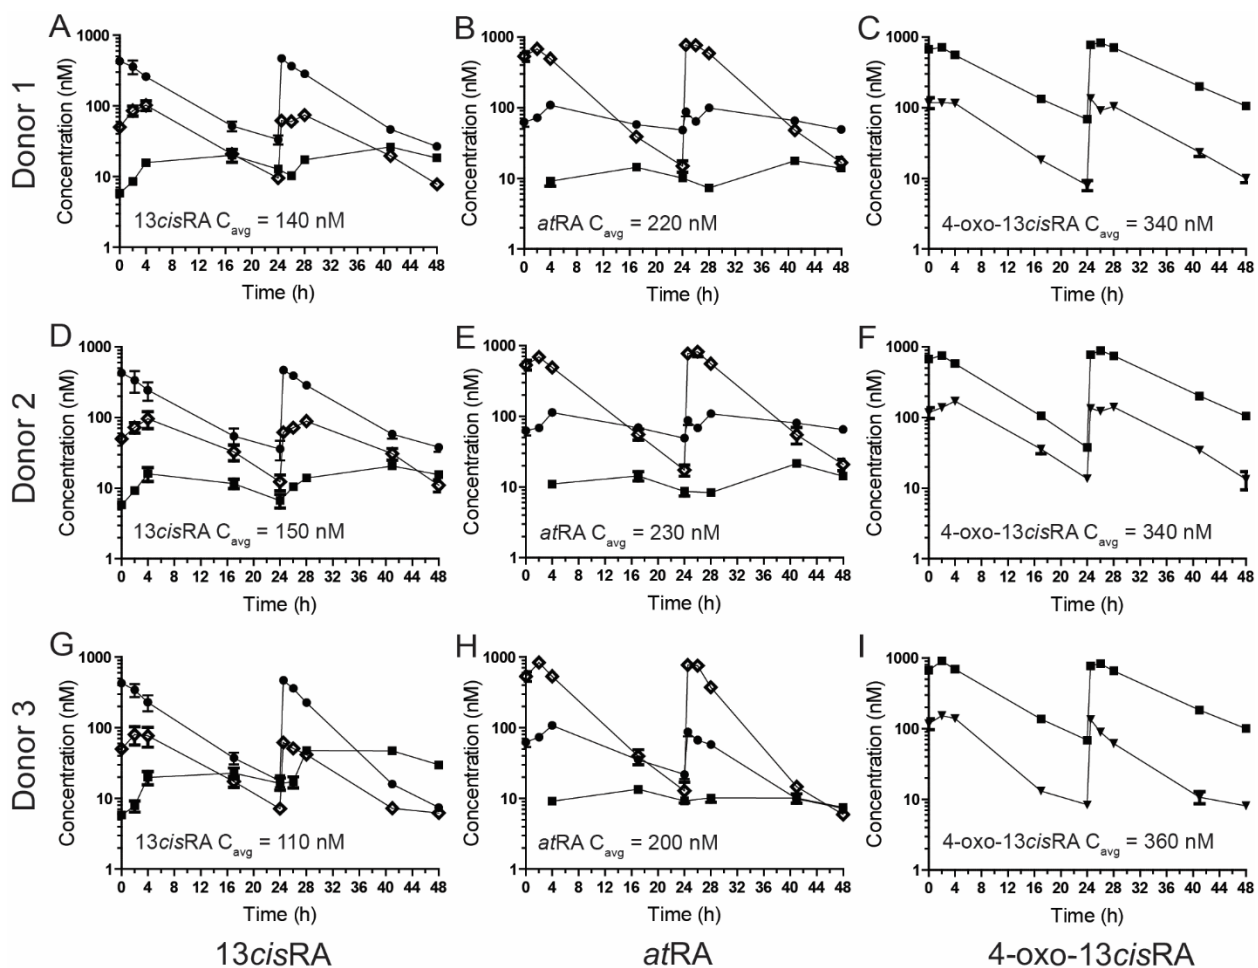 A
B
C
Donor 1
Concentration (nM)
1000
100
10
1
13cisRA Cavg = 140 nM
0 4 8 12 16 20 24 28 32 36 40 44 48
Time (h)
Concentration (nM)
1000
100
10
1
atRA Cavg = 220 nM
0 4 8 12 16 20 24 28 32 36 40 44 48
Time (h)
Concentration (nM)
1000
100
10
1
4-oxo-13cisRA Cavg = 340 nM
0 4 8 12 16 20 24 28 32 36 40 44 48
Time (h)
D
E
F
Donor 2
Concentration (nM)
1000
100
10
1
13cisRA Cavg = 150 nM
0 4 8 12 16 20 24 28 32 36 40 44 48
Time (h)
Concentration (nM)
1000
100
10
1
atRA Cavg = 230 nM
0 4 8 12 16 20 24 28 32 36 40 44 48
Time (h)
Concentration (nM)
1000
100
10
1
4-oxo-13cisRA Cavg = 340 nM
0 4 8 12 16 20 24 28 32 36 40 44 48
Time (h)
G
H
I
Donor 3
Concentration (nM)
1000
100
10
1
13cisRA Cavg = 110 nM
0 4 8 12 16 20 24 28 32 36 40 44 48
Time (h)
Concentration (nM)
1000
100
10
1
atRA Cavg = 200 nM
0 4 8 12 16 20 24 28 32 36 40 44 48
Time (h)
Concentration (nM)
1000
100
10
1
4-oxo-13cisRA Cavg = 360 nM
0 4 8 12 16 20 24 28 32 36 40 44 48
Time (h)
13cisRA
atRA
4-oxo-13cisRA